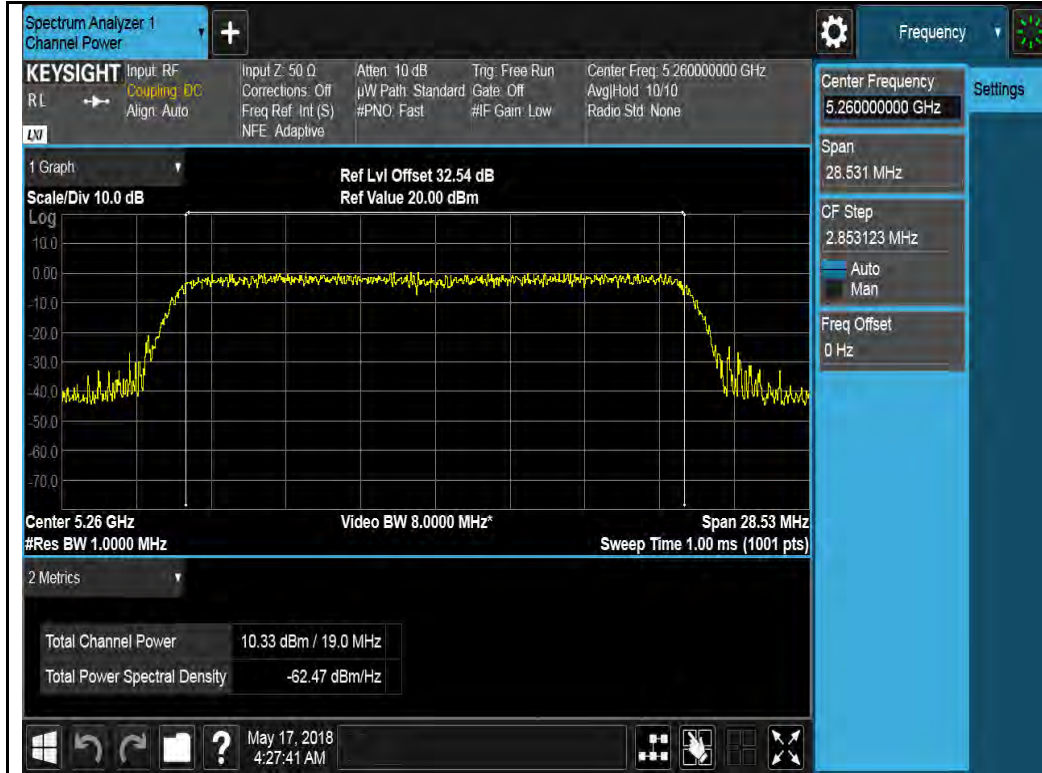 Spectrum Analyzer 1
Channel Power
+
Frequency
KEYSIGHT
RL
LXI
Input: RF
Coupling: DC
Align: Auto
Input Z: 50 Ω
Corrections: Off
Freq Ref: Int (S)
NFE: Adaptive
Atten: 10 dB
µW Path: Standard
#PNO: Fast
Trig: Free Run
Gate: Off
#IF Gain: Low
Center Freq: 5.260000000 GHz
Avg|Hold: 10/10
Radio Std: None
Center Frequency
5.260000000 GHz
Settings
Span
28.531 MHz
CF Step
2.853123 MHz
Auto
Man
Freq Offset
0 Hz
1 Graph
Scale/Div 10.0 dB
Ref Lvl Offset 32.54 dB
Ref Value 20.00 dBm
Log
10.0
0.00
-10.0
-20.0
-30.0
-40.0
-50.0
-60.0
-70.0
Center 5.26 GHz
#Res BW 1.0000 MHz
Video BW 8.0000 MHz*
Span 28.53 MHz
Sweep Time 1.00 ms (1001 pts)
2 Metrics
Total Channel Power 10.33 dBm / 19.0 MHz
Total Power Spectral Density -62.47 dBm/Hz
?
May 17, 2018
4:27:41 AM